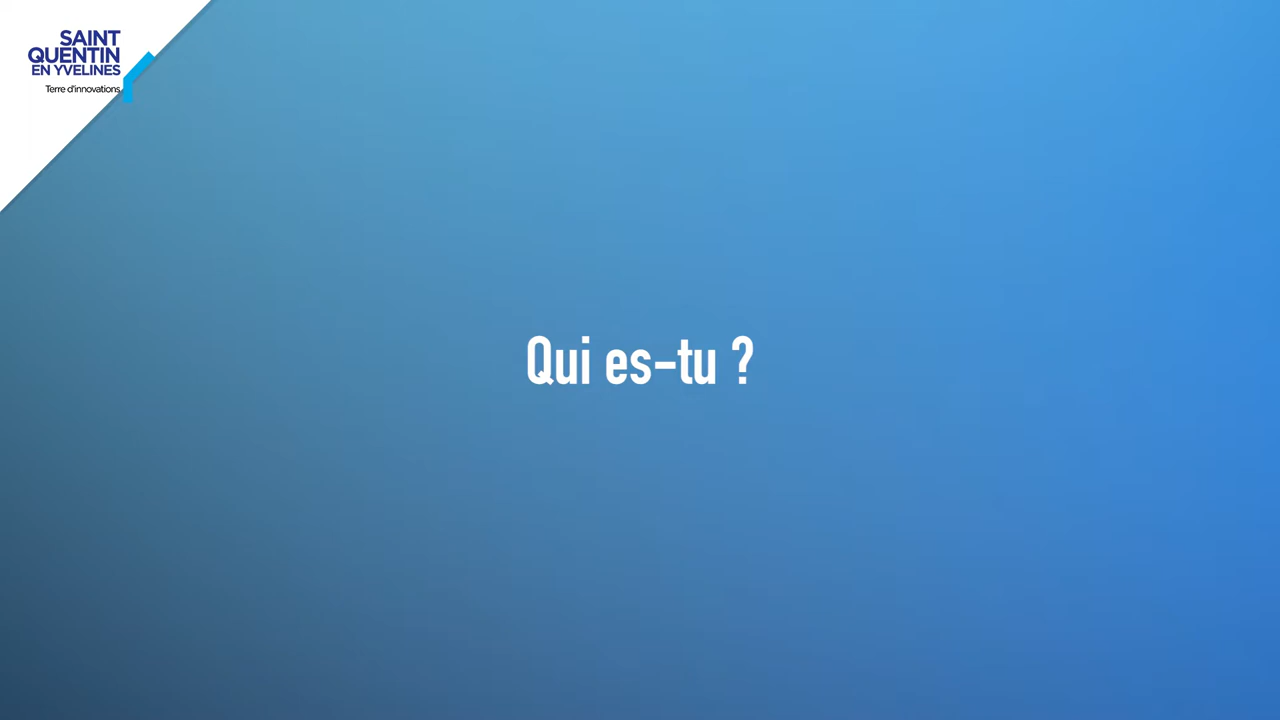 SAINT
QUENTIN
EN YVELINES
Terre d'innovations
Qui es-tu ?